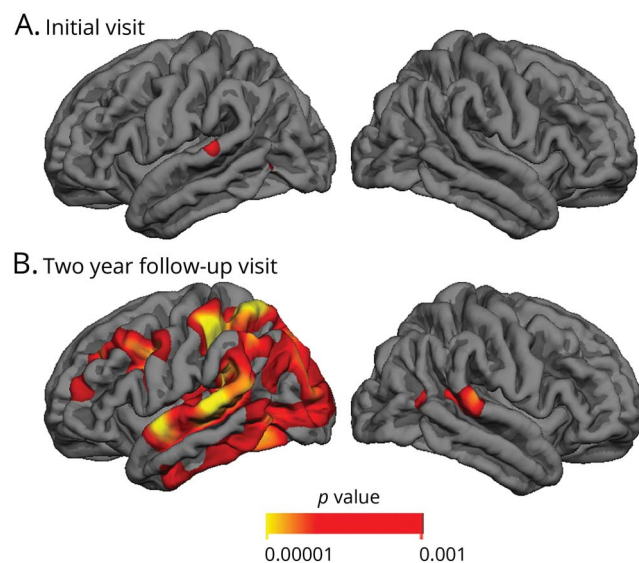 A. Initial visit
B. Two year follow-up visit
p value
0.00001 0.001